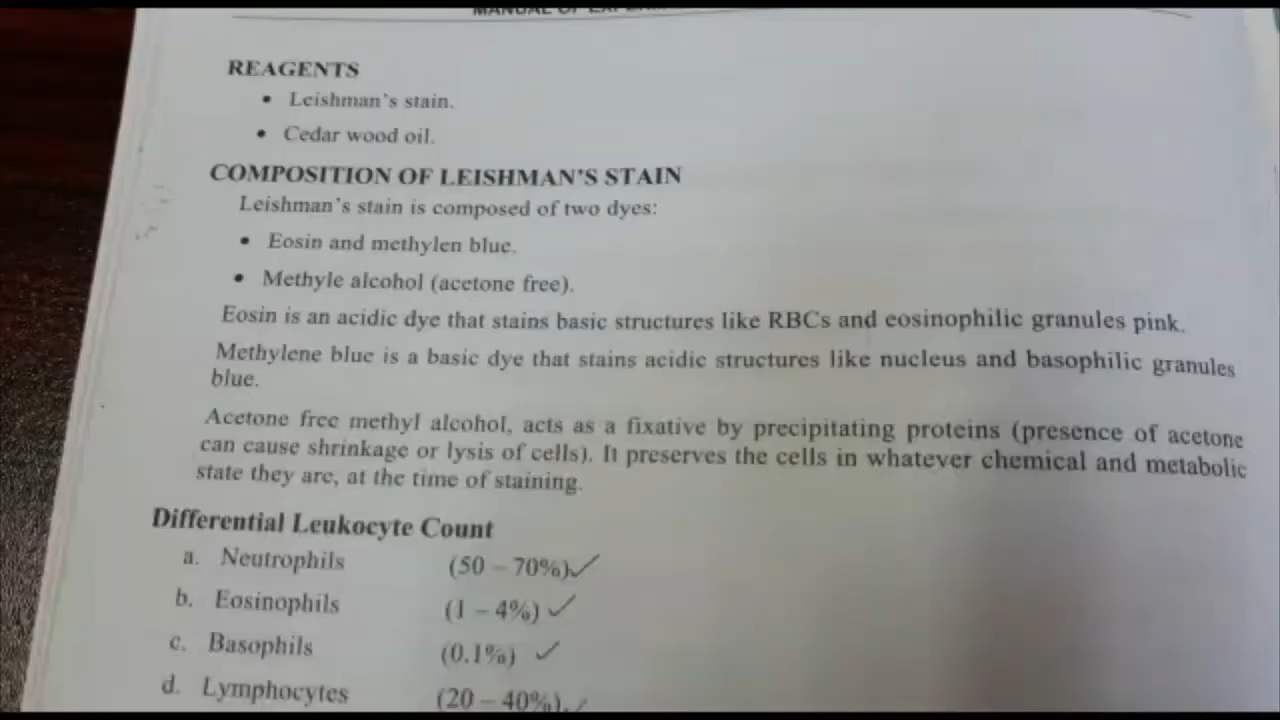 MANUAL OF
REAGENTS
• Leishman's stain.
• Cedar wood oil.
COMPOSITION OF LEISHMAN'S STAIN
Leishman's stain is composed of two dyes:
• Eosin and methylen blue.
• Methyle alcohol (acetone free).
Eosin is an acidic dye that stains basic structures like RBCs and eosinophilic granules pink.
Methylene blue is a basic dye that stains acidic structures like nucleus and basophilic granules
blue.
Acetone free methyl alcohol, acts as a fixative by precipitating proteins (presence of acetone
can cause shrinkage or lysis of cells). It preserves the cells in whatever chemical and metabolic
state they are, at the time of staining.
Differential Leukocyte Count
a. Neutrophils (50 – 70%) ✓
b. Eosinophils (1 – 4%) ✓
c. Basophils (0.1%) ✓
d. Lymphocytes (20 – 40%). ✓